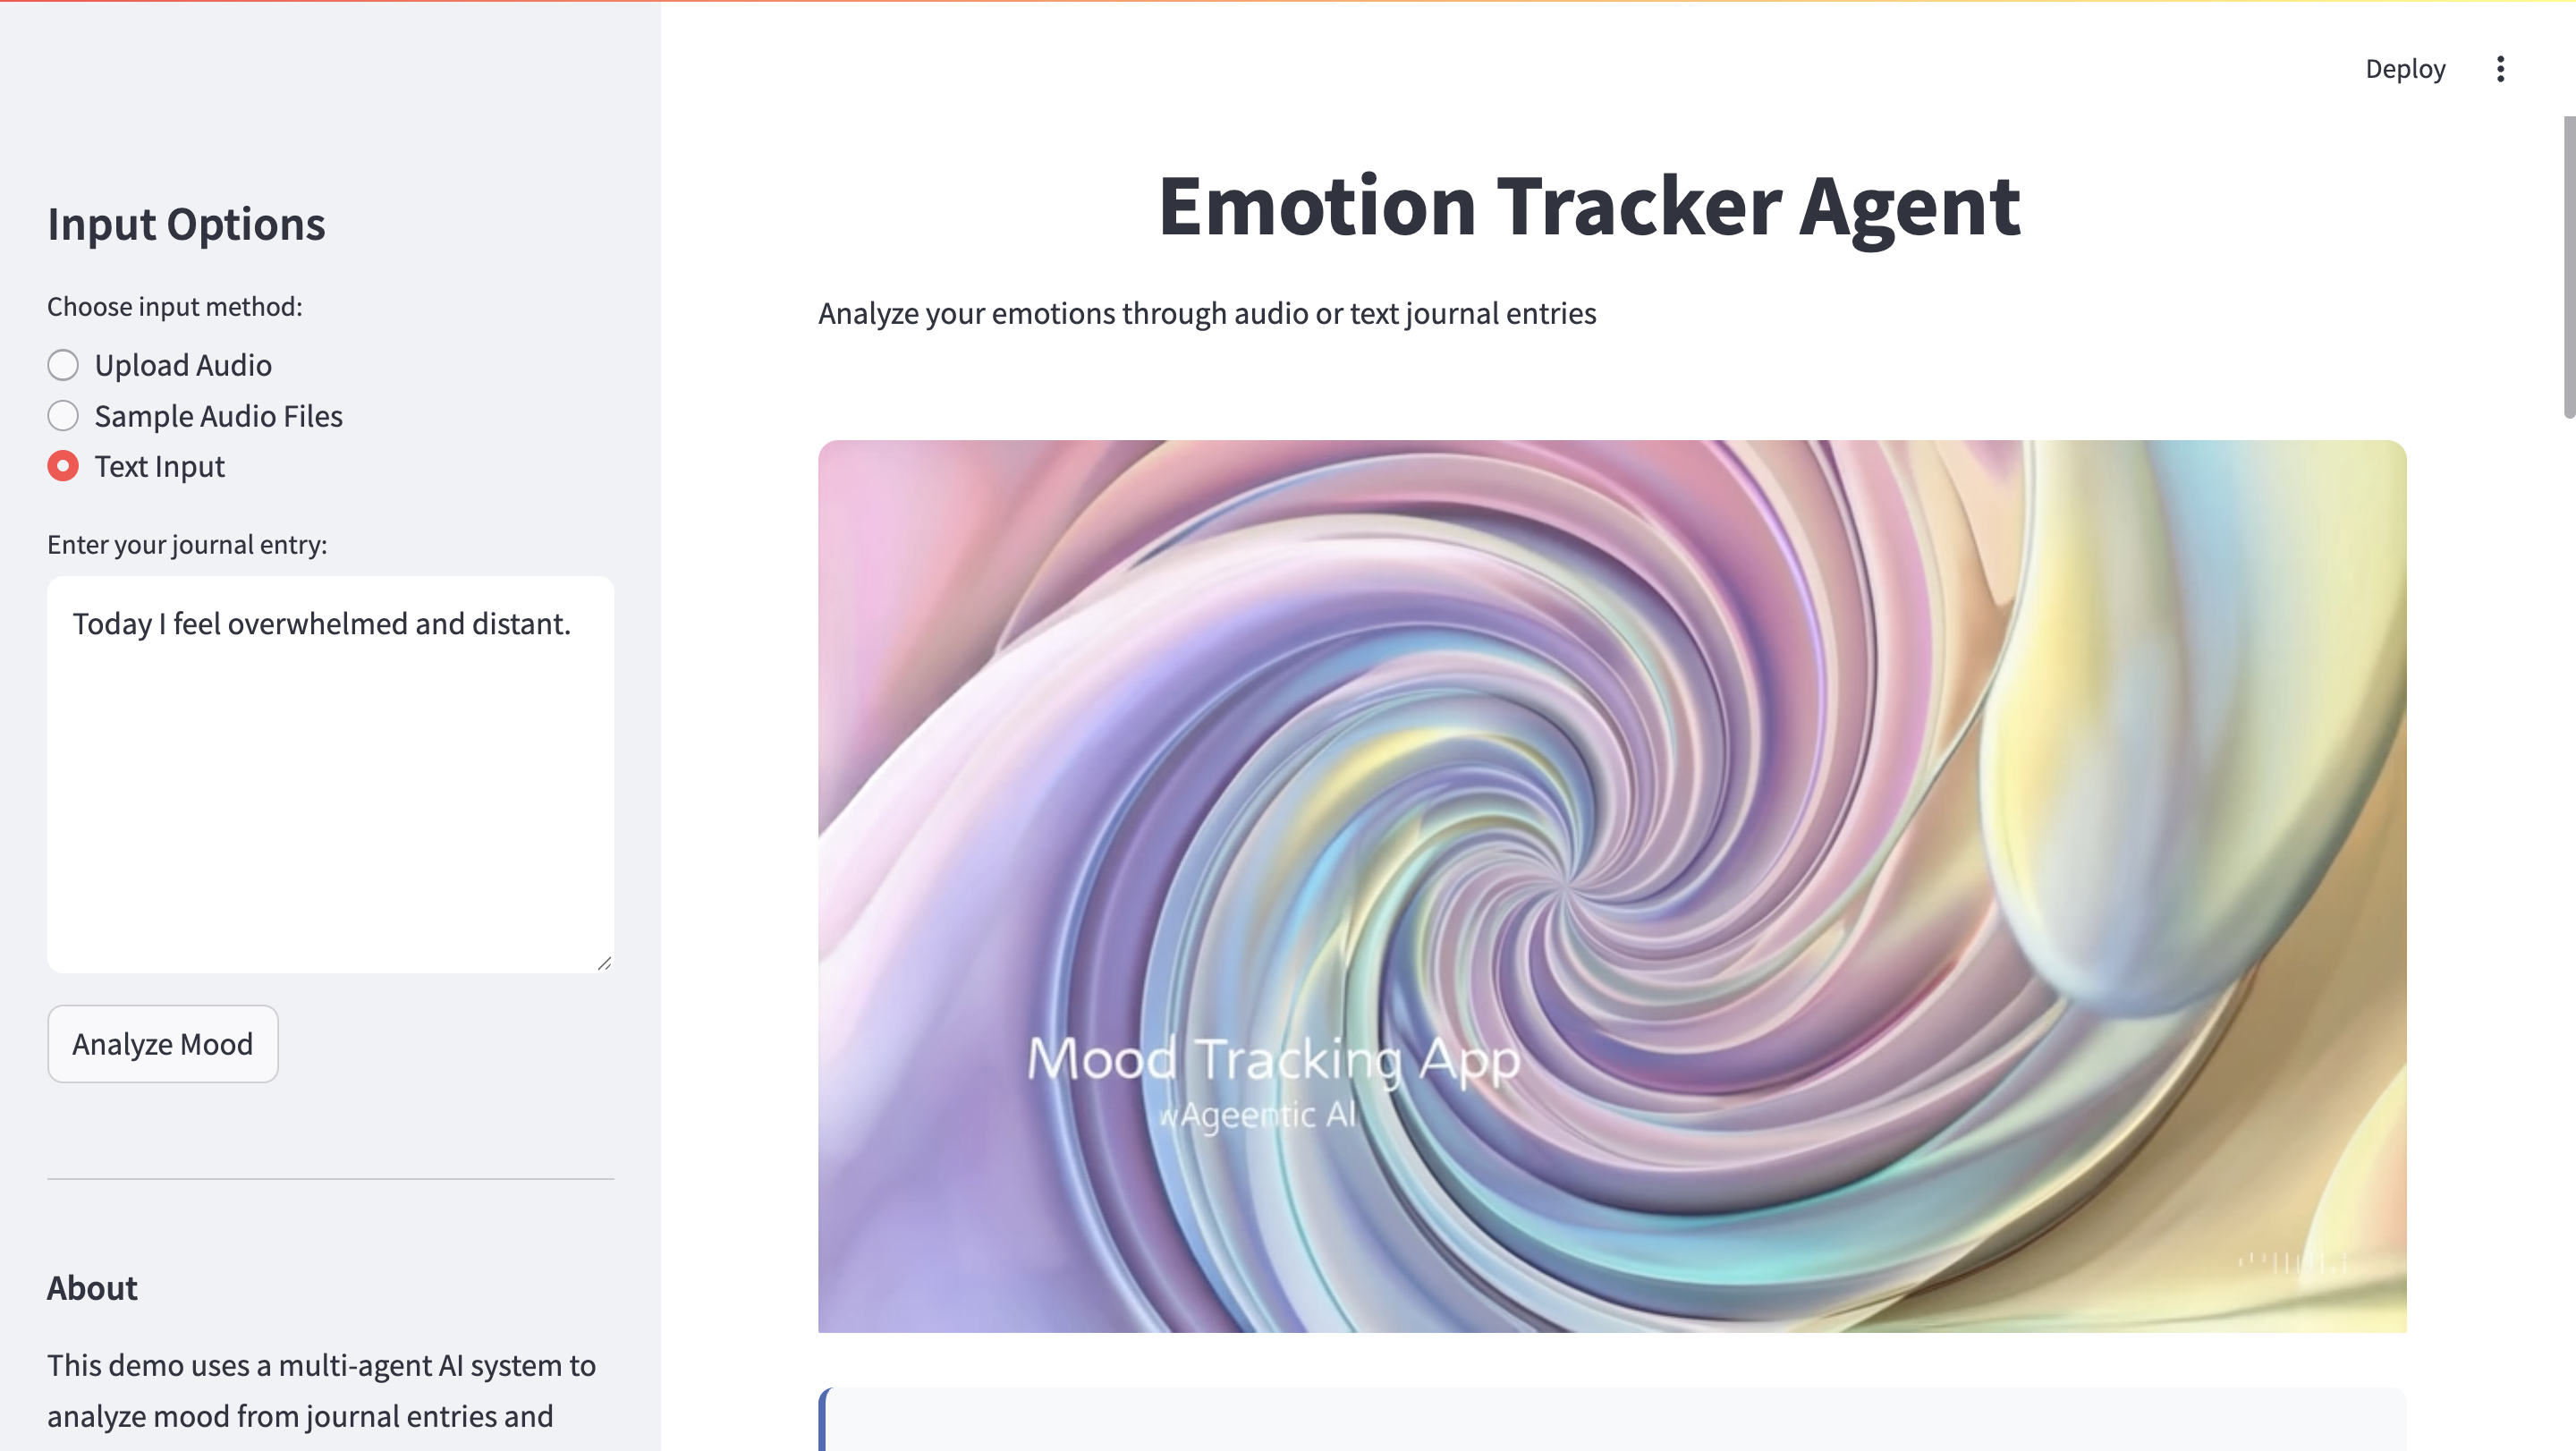 Deploy
Input Options
Choose input method:
Upload Audio
Sample Audio Files
Text Input
Enter your journal entry:
Today I feel overwhelmed and distant.
Analyze Mood
About
This demo uses a multi-agent AI system to
analyze mood from journal entries and
Emotion Tracker Agent
Analyze your emotions through audio or text journal entries
Mood Tracking App
wAgeentic AI